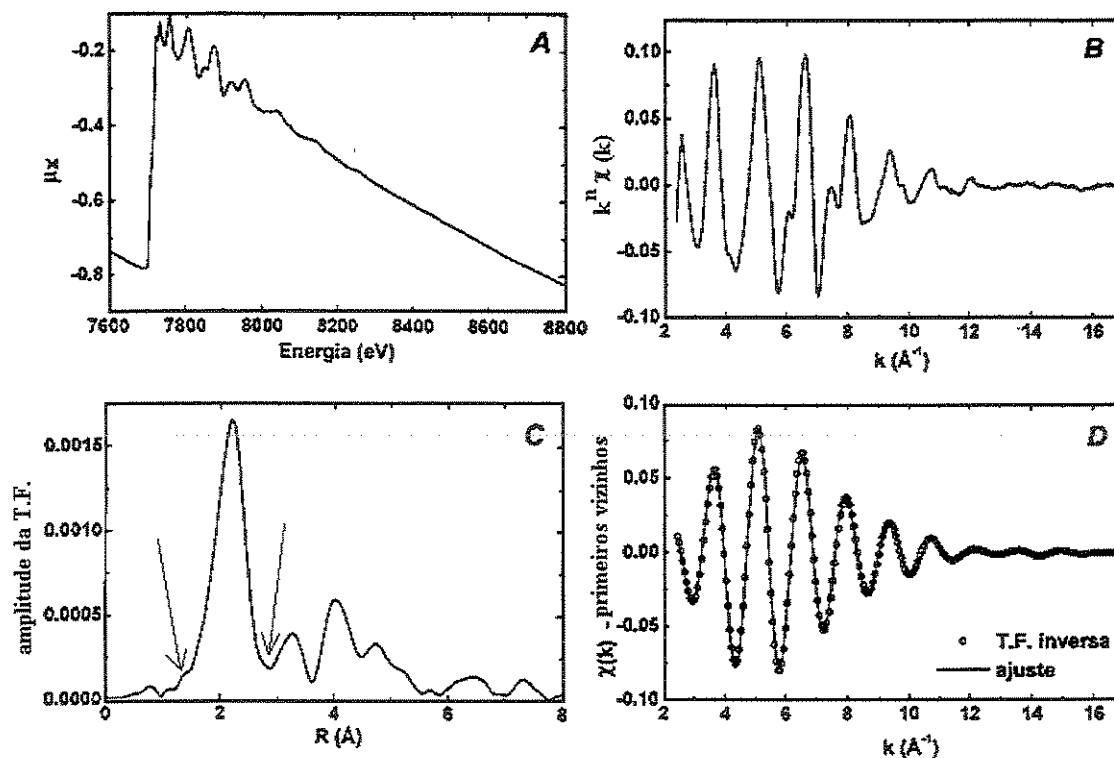 A
-0.2
-0.4
-0.6
-0.8
μx
7600 7800 8000 8200 8400 8600 8800
Energia (eV)
B
0.10
0.05
0.00
-0.05
-0.10
kⁿ χ (k)
4 6 8 10 12 14 16
k (Å⁻¹)
C
0.0015
0.0010
0.0005
0.0000
amplitude da T.F.
0 2 4 6 8
R (Å)
D
0.10
0.05
0.00
-0.05
-0.10
χ(k) - primeiros vizinhos
T.F. inversa
ajuste
4 6 8 10 12 14 16
k (Å⁻¹)